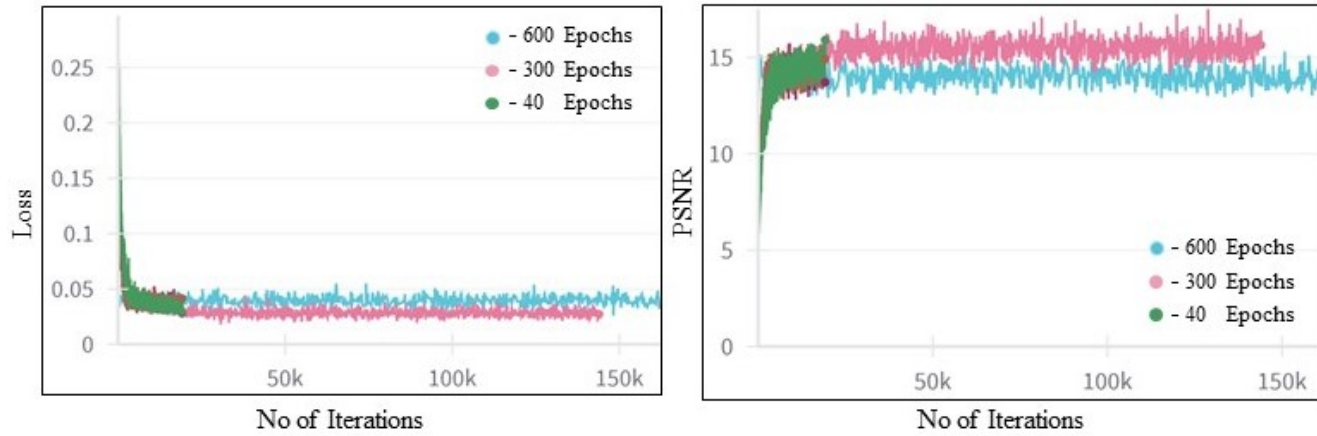 - 600 Epochs
- 300 Epochs
- 40 Epochs
0.25
0.2
0.15
0.1
0.05
0
50k
100k
150k
Loss
No of Iterations
15
10
5
0
- 600 Epochs
- 300 Epochs
- 40 Epochs
50k
100k
150k
PSNR
No of Iterations